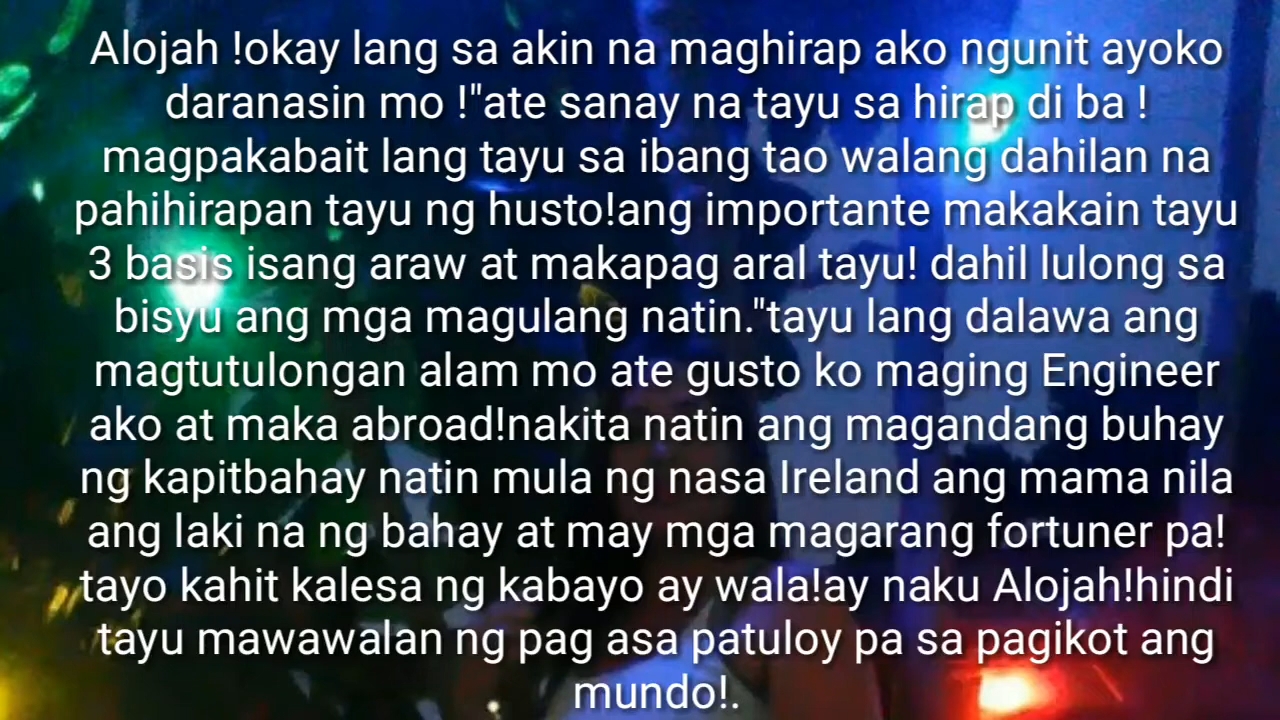 Alojah !okay lang sa akin na maghirap ako ngunit ayoko
daranasin mo !"ate sanay na tayu sa hirap di ba !
magpakabait lang tayu sa ibang tao walang dahilan na
pahihirapan tayu ng husto!ang importante makakain tayu
3 basis isang araw at makapag aral tayu! dahil lulong sa
bisyu ang mga magulang natin."tayu lang dalawa ang
magtutulongan alam mo ate gusto ko maging Engineer
ako at maka abroad!nakita natin ang magandang buhay
ng kapitbahay natin mula ng nasa Ireland ang mama nila
ang laki na ng bahay at may mga magarang fortuner pa!
tayo kahit kalesa ng kabayo ay wala!ay naku Alojah!hindi
tayu mawawalan ng pag asa patuloy pa sa pagikot ang
mundo!.